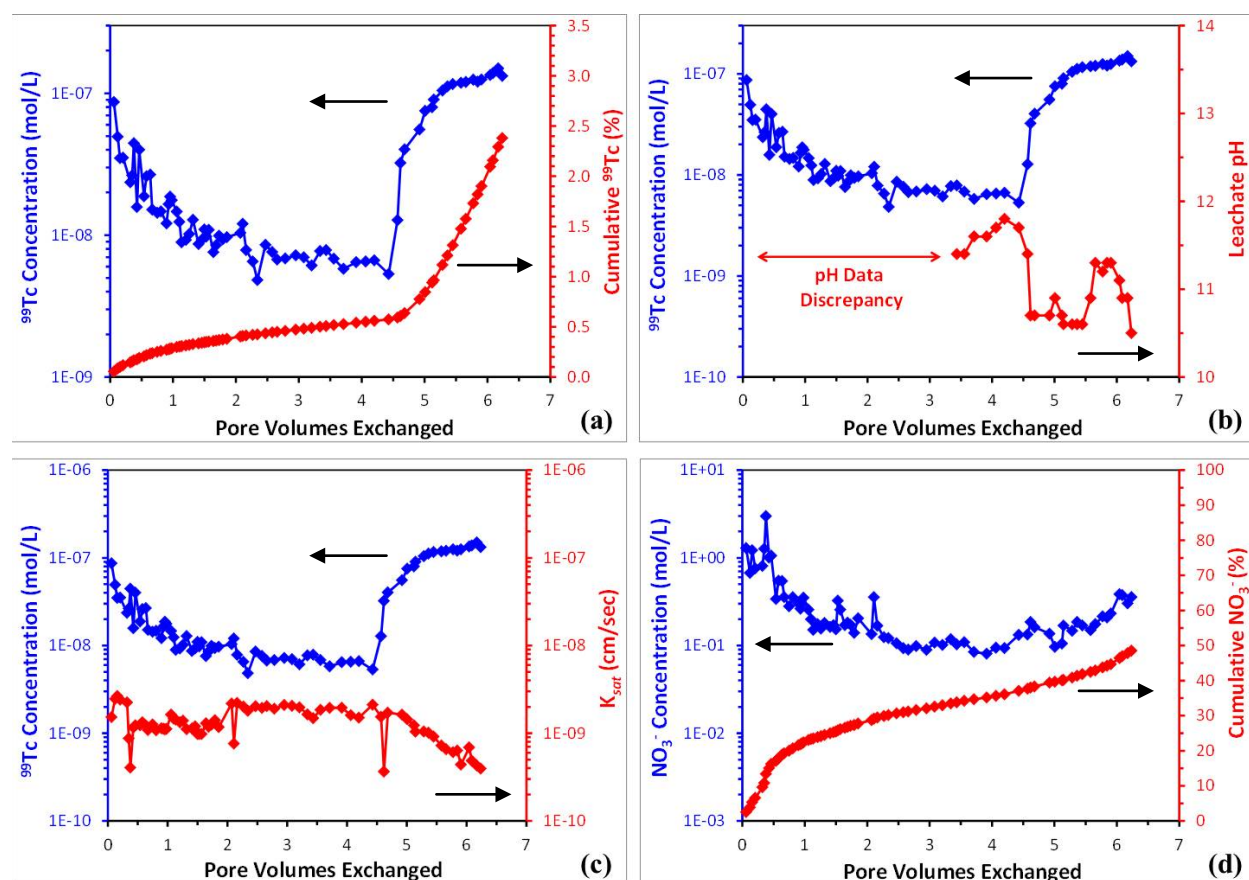 ⁹⁹Tc Concentration (mol/L)
1E-07
1E-08
1E-09
3.5
3.0
2.5
2.0
1.5
1.0
0.5
0.0
Cumulative ⁹⁹Tc (%)
0 1 2 3 4 5 6 7
Pore Volumes Exchanged
(a)
⁹⁹Tc Concentration (mol/L)
1E-07
1E-08
1E-09
1E-10
14
13
12
11
10
Leachate pH
pH Data
Discrepancy
0 1 2 3 4 5 6 7
Pore Volumes Exchanged
(b)
⁹⁹Tc Concentration (mol/L)
1E-06
1E-07
1E-08
1E-09
1E-10
1E-06
1E-07
1E-08
1E-09
1E-10
Ksat (cm/sec)
0 1 2 3 4 5 6 7
Pore Volumes Exchanged
(c)
NO₃⁻ Concentration (mol/L)
1E+01
1E+00
1E-01
1E-02
1E-03
100
90
80
70
60
50
40
30
20
10
0
Cumulative NO₃⁻ (%)
0 1 2 3 4 5 6 7
Pore Volumes Exchanged
(d)